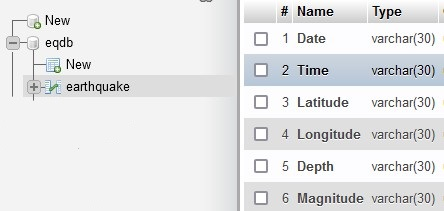 New
eqdb
New
earthquake
# Name Type
1 Date varchar(30)
2 Time varchar(30)
3 Latitude varchar(30)
4 Longitude varchar(30)
5 Depth varchar(30)
6 Magnitude varchar(30)